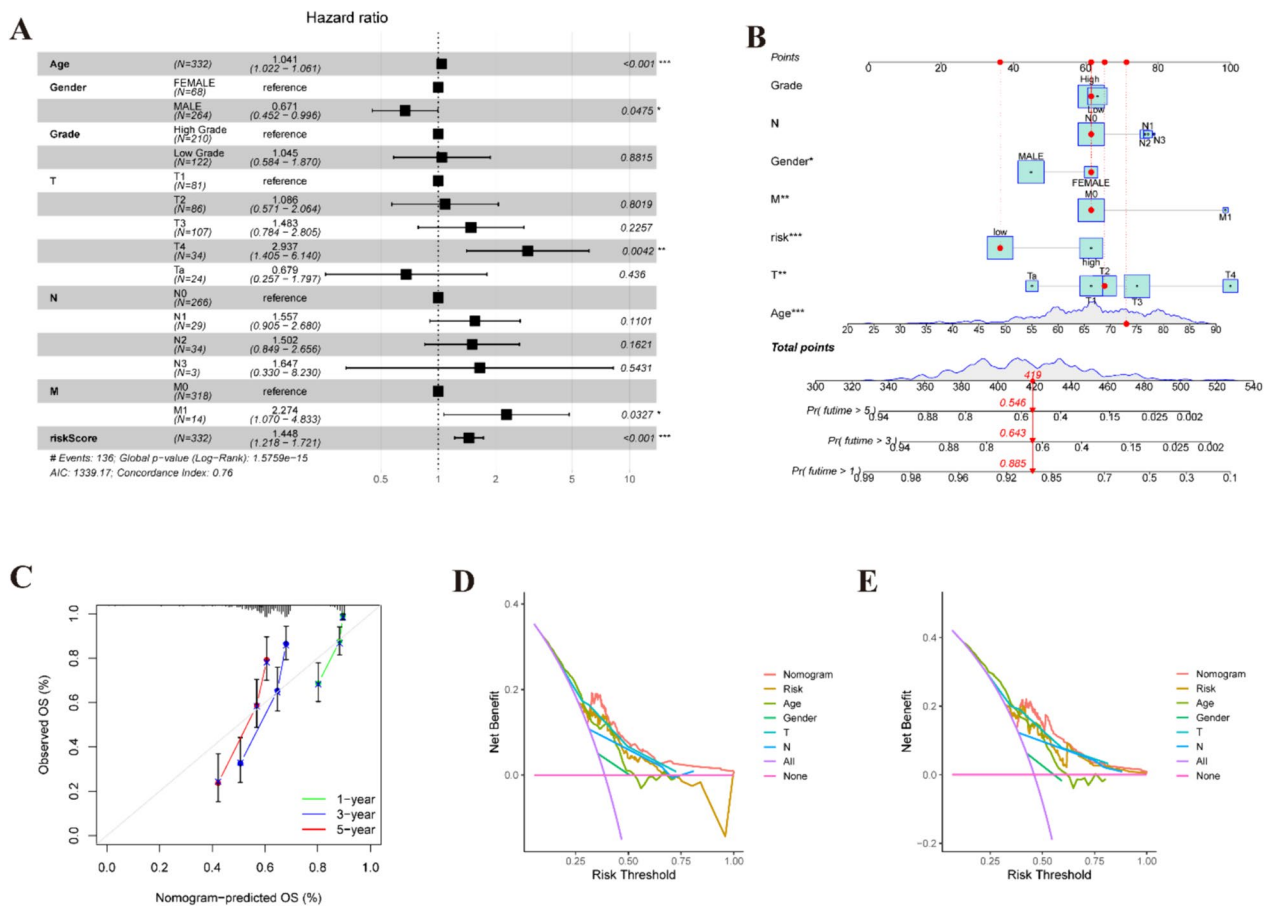 A
Hazard ratio
Age (N=332) 1.041 (1.022 − 1.061) <0.001 ***
Gender FEMALE (N=68) reference
MALE (N=264) 0.671 (0.452 − 0.996) 0.0475 *
Grade High Grade (N=210) reference
Low Grade (N=122) 1.045 (0.584 − 1.870) 0.8815
T T1 (N=81) reference
T2 (N=86) 1.086 (0.571 − 2.064) 0.8019
T3 (N=107) 1.483 (0.784 − 2.805) 0.2257
T4 (N=34) 2.937 (1.405 − 6.140) 0.0042 **
Ta (N=24) 0.679 (0.257 − 1.797) 0.436
N N0 (N=266) reference
N1 (N=29) 1.557 (0.905 − 2.680) 0.1101
N2 (N=34) 1.502 (0.849 − 2.656) 0.1621
N3 (N=3) 1.647 (0.330 − 8.230) 0.5431
M M0 (N=318) reference
M1 (N=14) 2.274 (1.070 − 4.833) 0.0327 *
riskScore (N=332) 1.448 (1.218 − 1.721) <0.001 ***
# Events: 136; Global p−value (Log−Rank): 1.5759e−15
AIC: 1339.17; Concordance Index: 0.76
0.5 1 2 5 10
B
Points
0 20 40 60 80 100
Grade
High
Low
N
N0
N1
N2
N3
Gender*
MALE
FEMALE
M**
M0
M1
risk***
low
high
T**
Ta
T1
T2
T3
T4
Age***
20 25 30 35 40 45 50 55 60 65 70 75 80 85 90
Total points
419
300 320 340 360 380 400 420 440 460 480 500 520 540
0.546
Pr( futime > 5)
0.94 0.88 0.8 0.6 0.4 0.15 0.025 0.002
0.643
Pr( futime > 3)
0.94 0.88 0.8 0.6 0.4 0.15 0.025 0.002
0.885
Pr( futime > 1)
0.99 0.98 0.96 0.92 0.85 0.7 0.5 0.3 0.1
C
Observed OS (%)
1.0
0.8
0.6
0.4
0.2
0.0
1−year
3−year
5−year
0.0 0.2 0.4 0.6 0.8 1.0
Nomogram−predicted OS (%)
D
Net Benefit
0.4
0.2
0.0
0.25 0.50 0.75 1.00
Risk Threshold
Nomogram
Risk
Age
Gender
T
N
All
None
E
Net Benefit
0.4
0.2
0.0
−0.2
0.25 0.50 0.75 1.00
Risk Threshold
Nomogram
Risk
Age
Gender
T
N
All
None